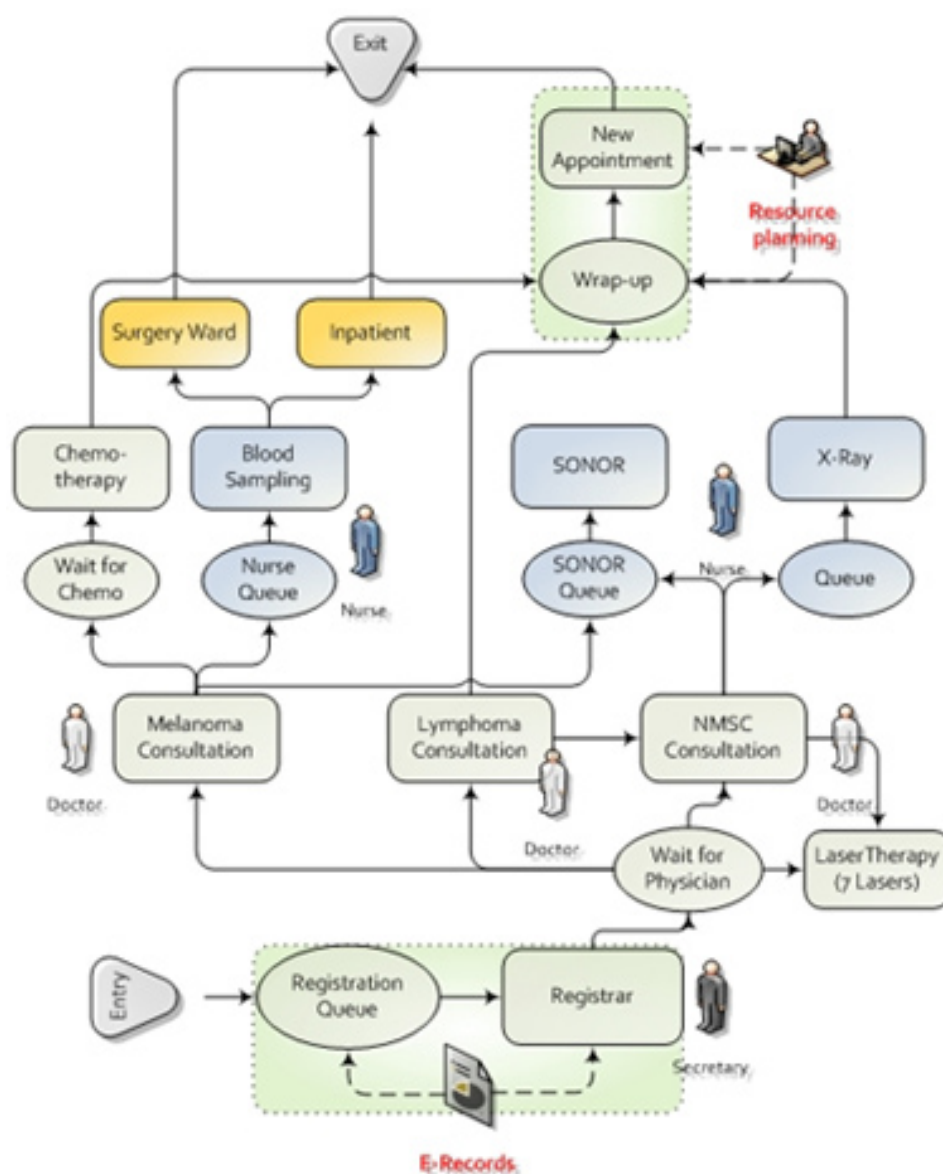 Exit
New
Appointment
Resource
planning
Wrap-up
Surgery Ward
Inpatient
Chemo-
therapy
Blood
Sampling
SONOR
X-Ray
Wait for
Chemo
Nurse
Queue
Nurse
SONOR
Queue
Nurse
Queue
Melanoma
Consultation
Lymphoma
Consultation
NMSC
Consultation
Doctor
Doctor
Doctor
Wait for
Physician
LaserTherapy
(7 Lasers)
Entry
Registration
Queue
Registrar
Secretary
E-Records